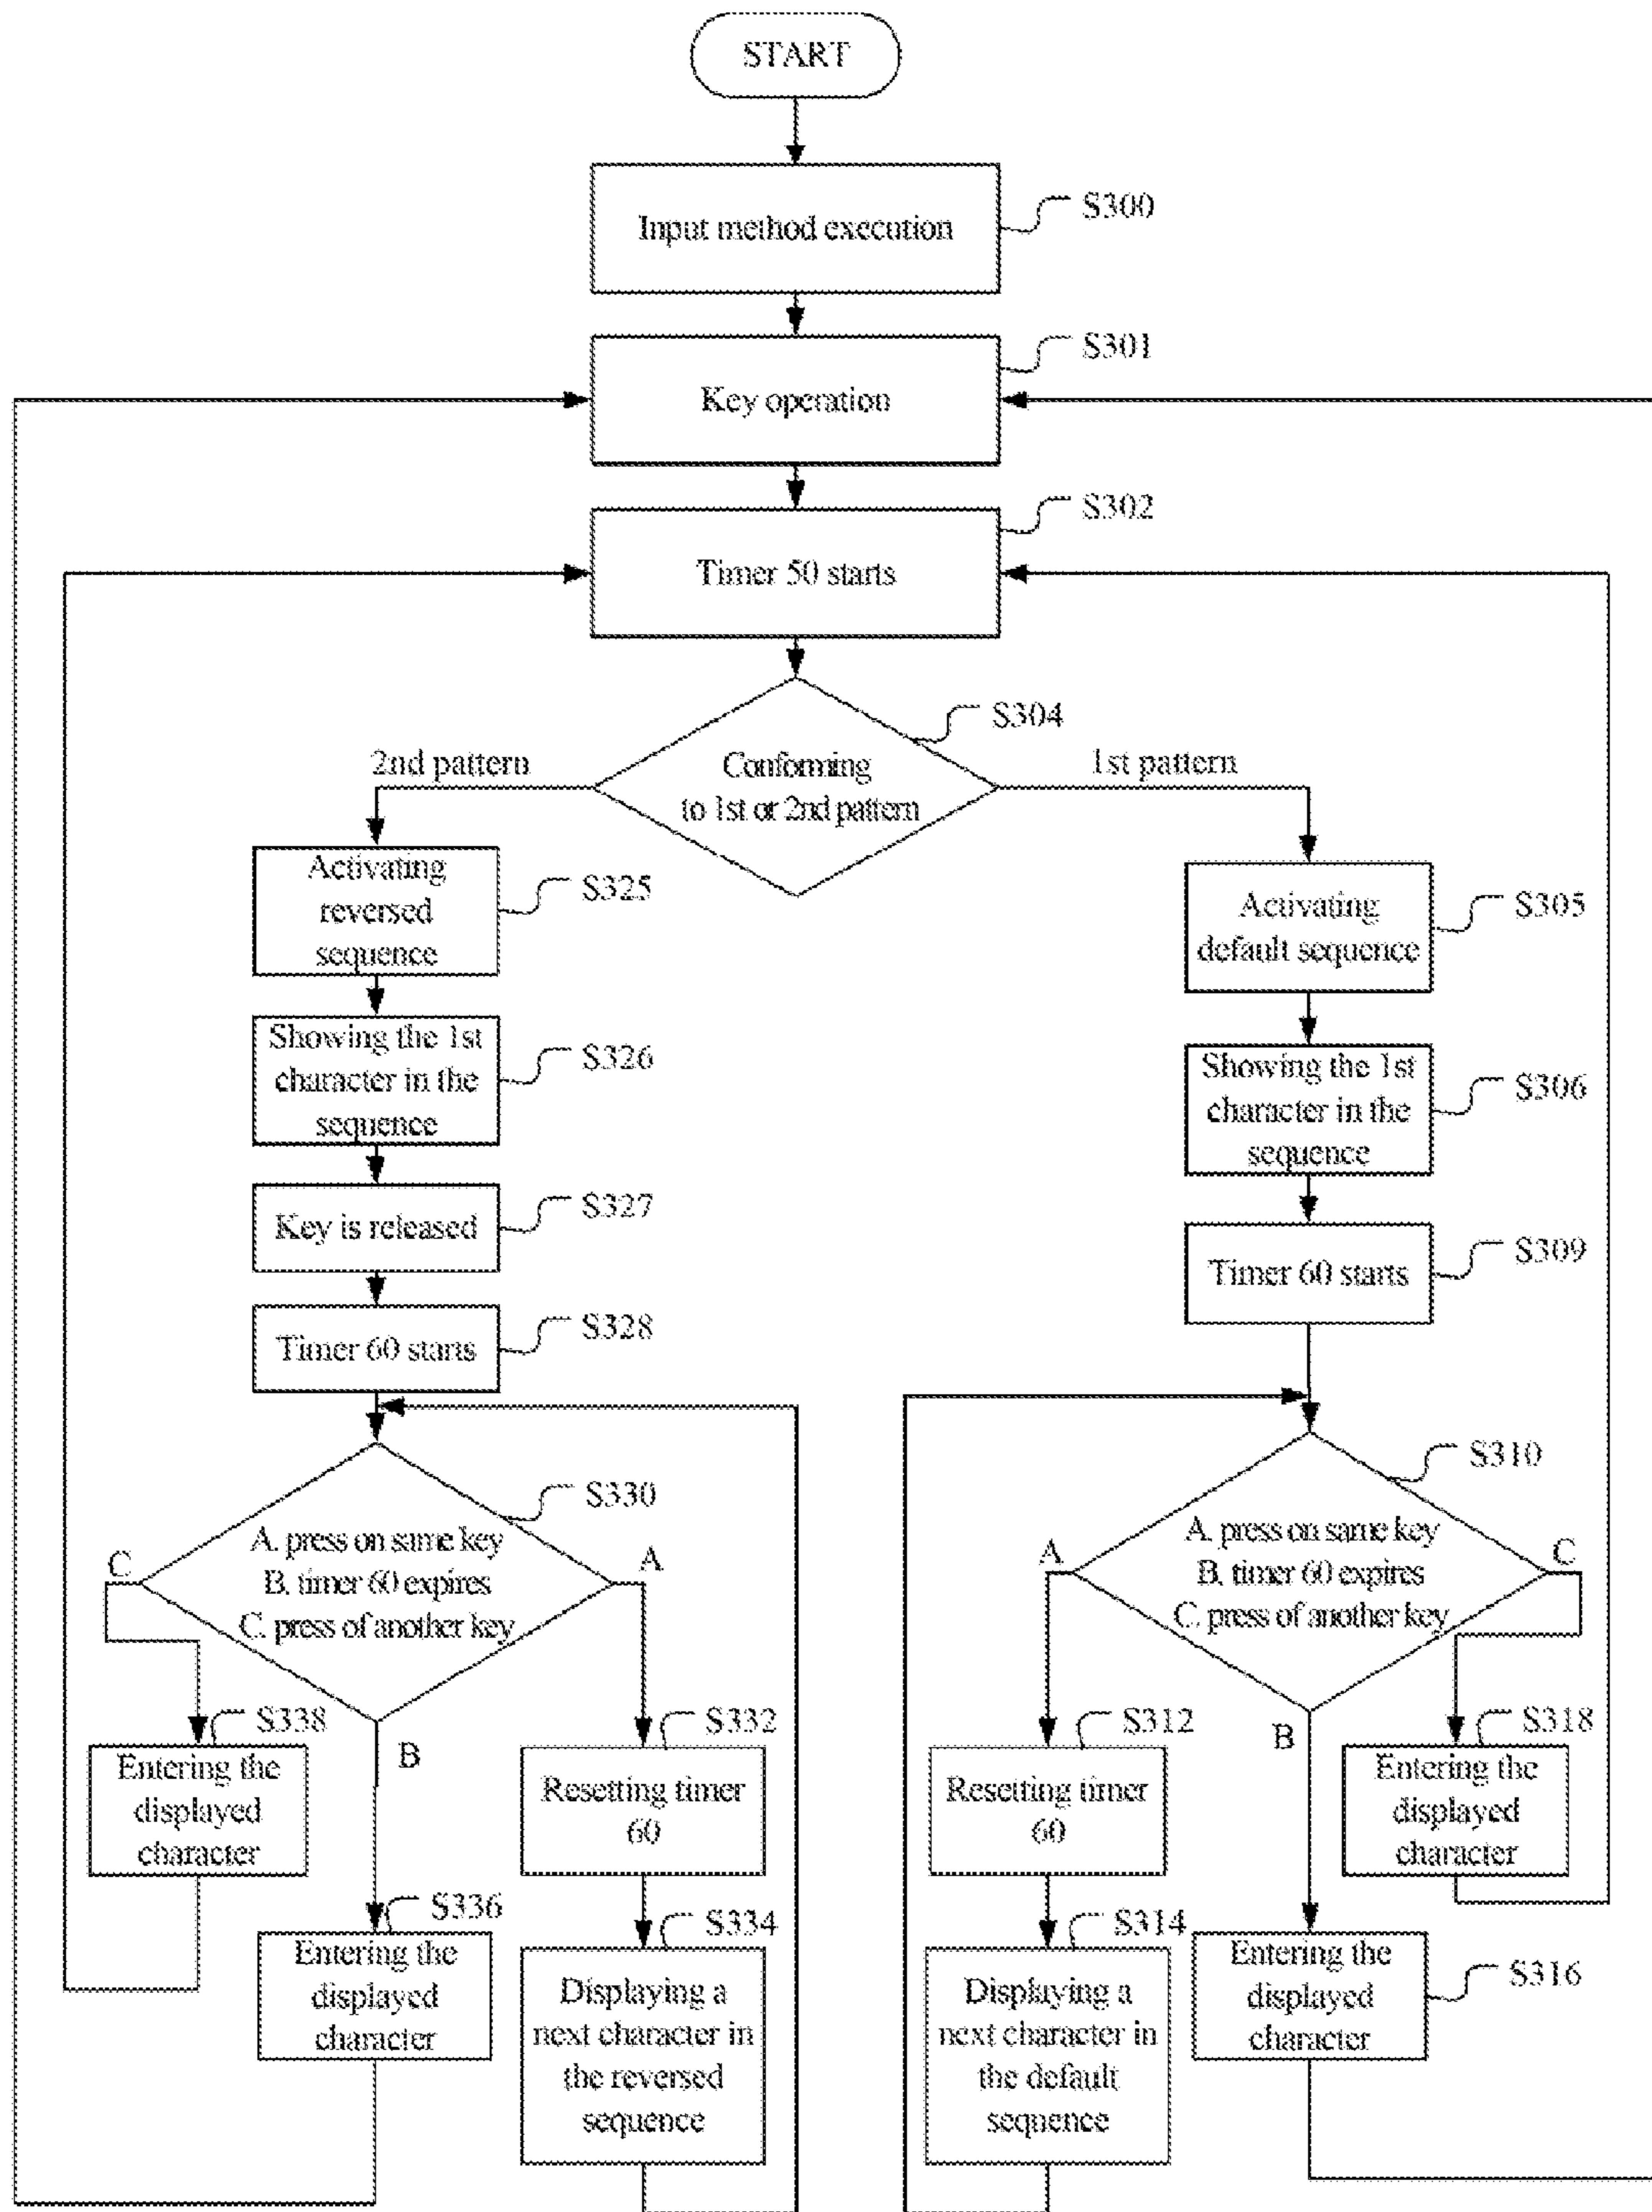 START
Input method execution
S300
Key operation
S301
Timer 50 starts
S302
Conforming
to 1st or 2nd pattern
S304
2nd pattern
1st pattern
Activating
reversed
sequence
S325
Showing the 1st
character in the
sequence
S326
Key is released
S327
Timer 60 starts
S328
A. press on same key
B. timer 60 expires
C. press of another key
S330
C
A
B
S338
Entering the
displayed
character
S336
Entering the
displayed
character
S332
Resetting timer
60
S334
Displaying a
next character in
the reversed
sequence
Activating
default sequence
S305
Showing the 1st
character in the
sequence
S306
Timer 60 starts
S309
A. press on same key
B. timer 60 expires
C. press of another key
S310
A
C
B
S312
Resetting timer
60
S314
Displaying a
next character in
the default
sequence
S318
Entering the
displayed
character
Entering the
displayed
character
S316